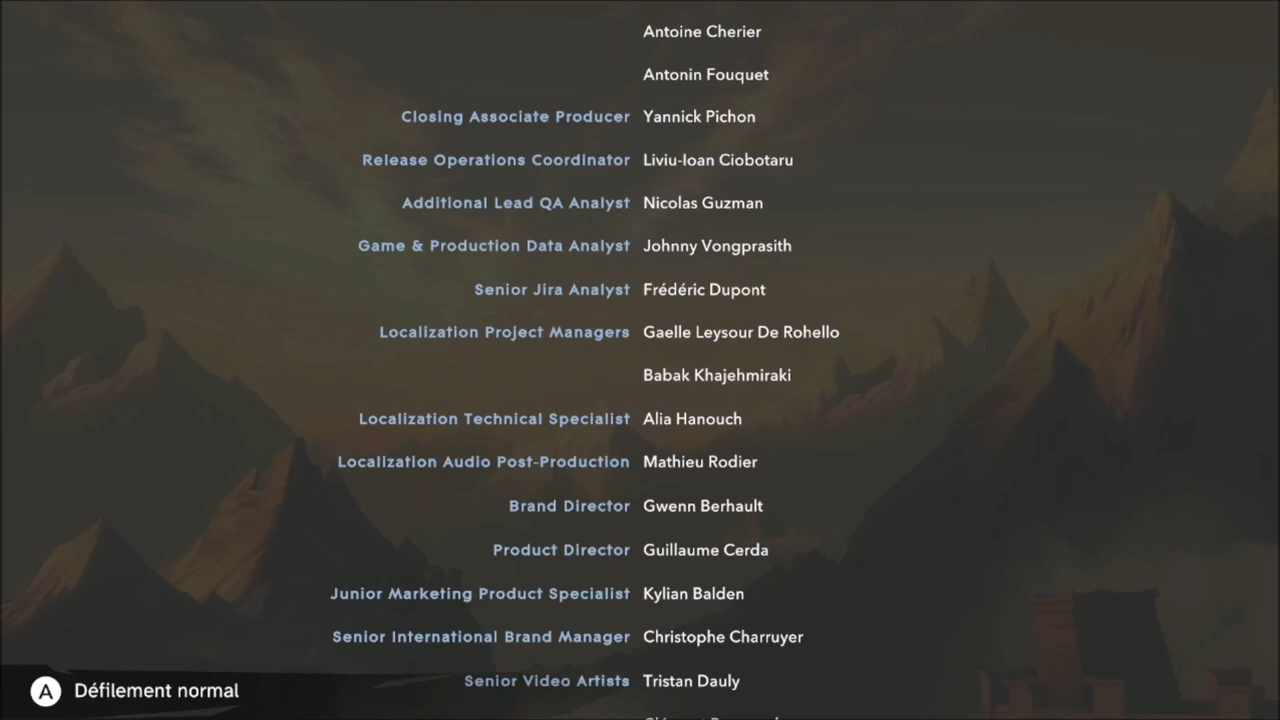 Antoine Cherier
Antonin Fouquet
Closing Associate Producer Yannick Pichon
Release Operations Coordinator Liviu-Ioan Ciobotaru
Additional Lead QA Analyst Nicolas Guzman
Game & Production Data Analyst Johnny Vongprasith
Senior Jira Analyst Frédéric Dupont
Localization Project Managers Gaelle Leysour De Rohello
Babak Khajehmiraki
Localization Technical Specialist Alia Hanouch
Localization Audio Post-Production Mathieu Rodier
Brand Director Gwenn Berhault
Product Director Guillaume Cerda
Junior Marketing Product Specialist Kylian Balden
Senior International Brand Manager Christophe Charruyer
Senior Video Artists Tristan Dauly
A Défilement normal